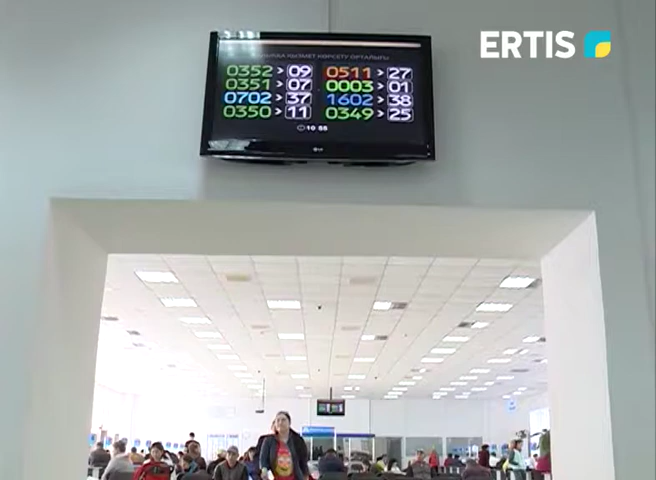 ERTIS
ҚЫЗМЕТ КӨРСЕТУ ОРТАЛЫҒЫ
0352 > 09 0511 > 27
0351 > 07 0003 > 01
0702 > 37 1602 > 38
0350 > 11 0349 > 25
10 55
LG